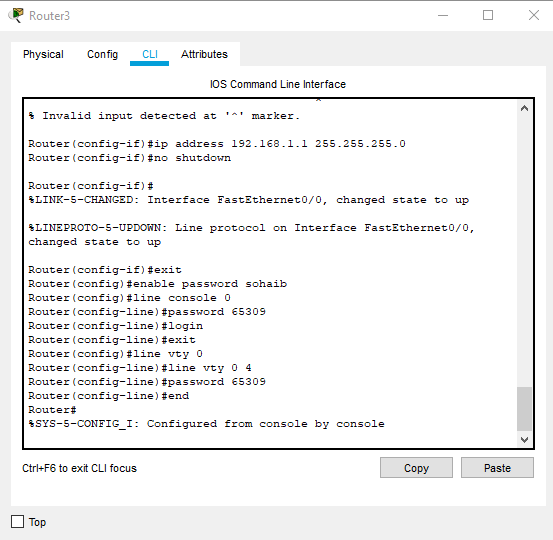 Router3
Physical
Config
CLI
Attributes
IOS Command Line Interface
^
% Invalid input detected at '^' marker.
Router(config-if)#ip address 192.168.1.1 255.255.255.0
Router(config-if)#no shutdown
Router(config-if)#
%LINK-5-CHANGED: Interface FastEthernet0/0, changed state to up
%LINEPROTO-5-UPDOWN: Line protocol on Interface FastEthernet0/0,
changed state to up
Router(config-if)#exit
Router(config)#enable password sohaib
Router(config)#line console 0
Router(config-line)#password 65309
Router(config-line)#login
Router(config-line)#exit
Router(config)#line vty 0
Router(config-line)#line vty 0 4
Router(config-line)#password 65309
Router(config-line)#end
Router#
%SYS-5-CONFIG_I: Configured from console by console
Ctrl+F6 to exit CLI focus
Copy
Paste
Top